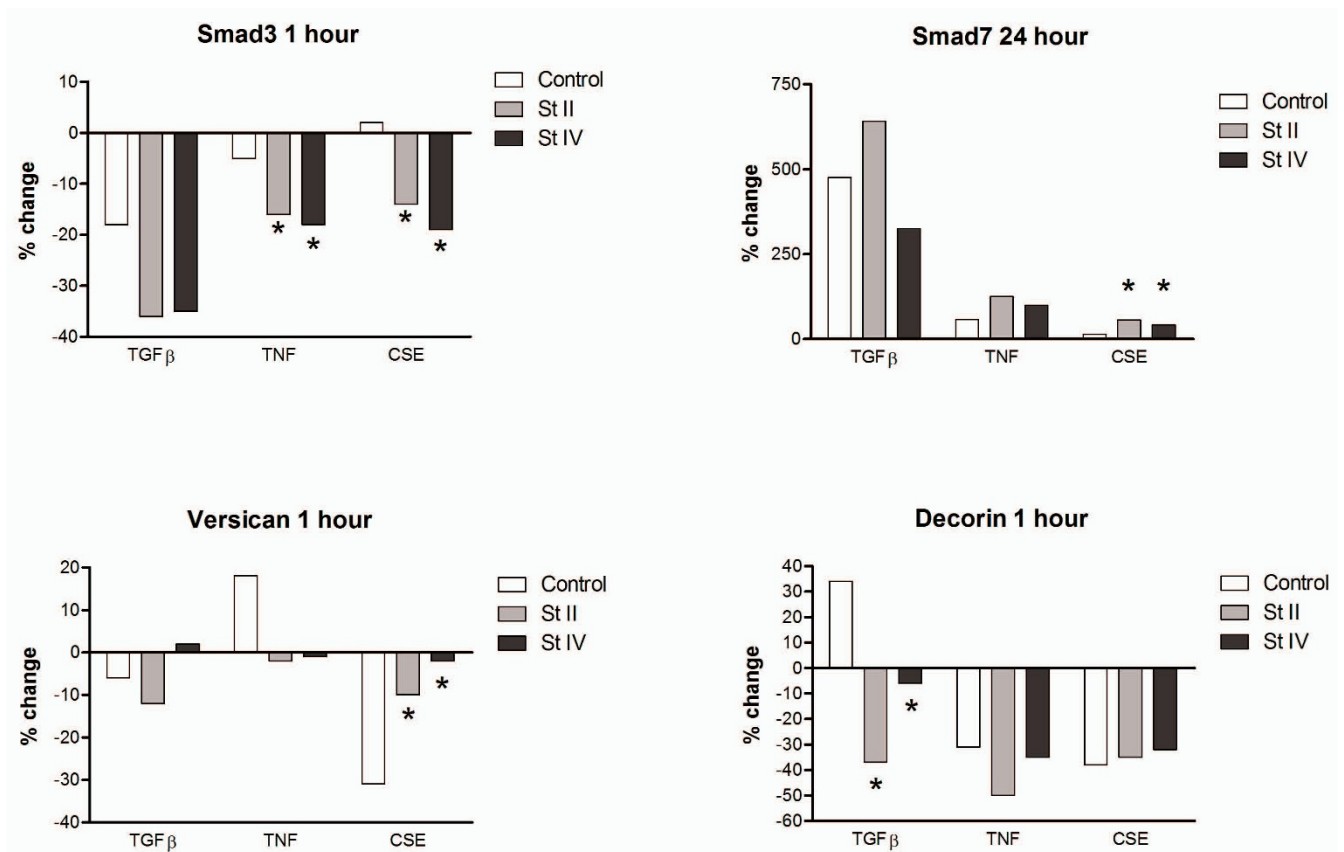 Smad3 1 hour
% change
10
0
-10
-20
-30
-40
* * * *
TGFβ TNF CSE
Control
St II
St IV
Smad7 24 hour
% change
750
500
250
0
* *
TGFβ TNF CSE
Control
St II
St IV
Versican 1 hour
% change
20
10
0
-10
-20
-30
-40
* *
TGFβ TNF CSE
Control
St II
St IV
Decorin 1 hour
% change
40
30
20
10
0
-10
-20
-30
-40
-50
-60
* *
TGFβ TNF CSE
Control
St II
St IV